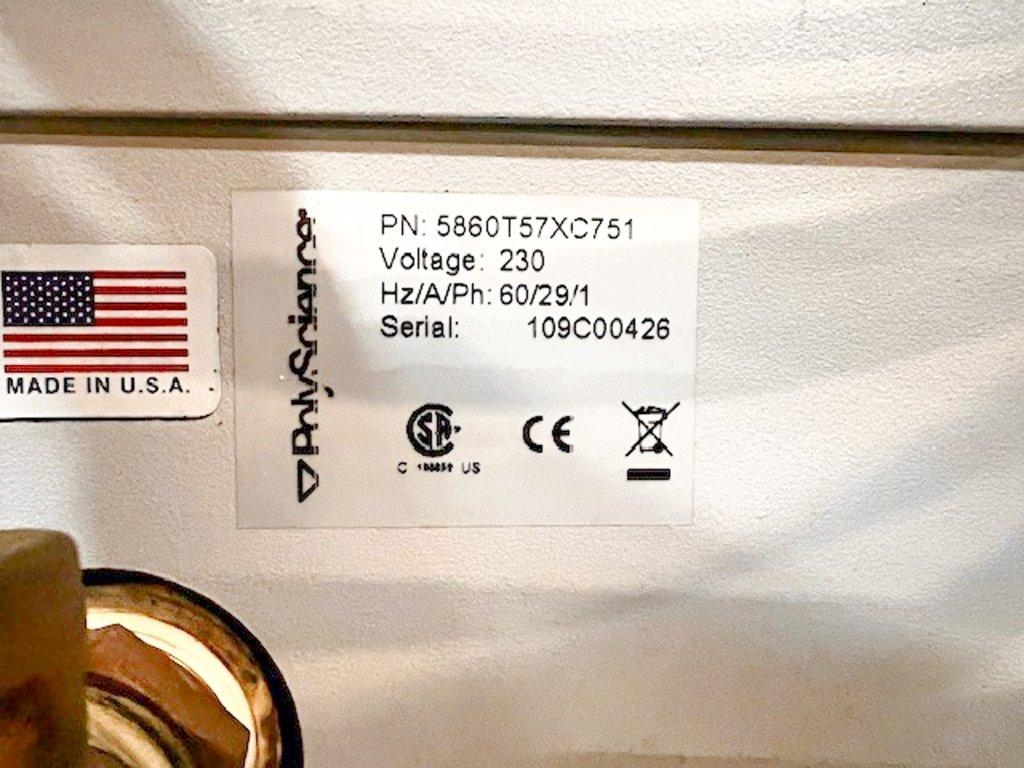 MADE IN U.S.A.
PolyScience
PN: 5860T57XC751
Voltage: 230
Hz/A/Ph: 60/29/1
Serial: 109C00426
C US
CE